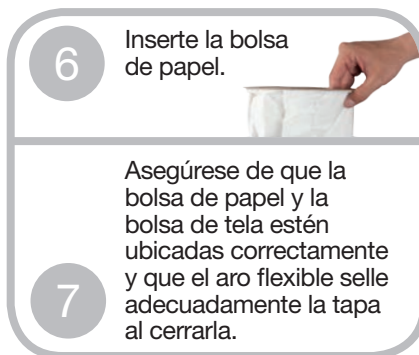 6
Inserte la bolsa
de papel.
7
Asegúrese de que la
bolsa de papel y la
bolsa de tela estén
ubicadas correctamente
y que el aro flexible selle
adecuadamente la tapa
al cerrarla.